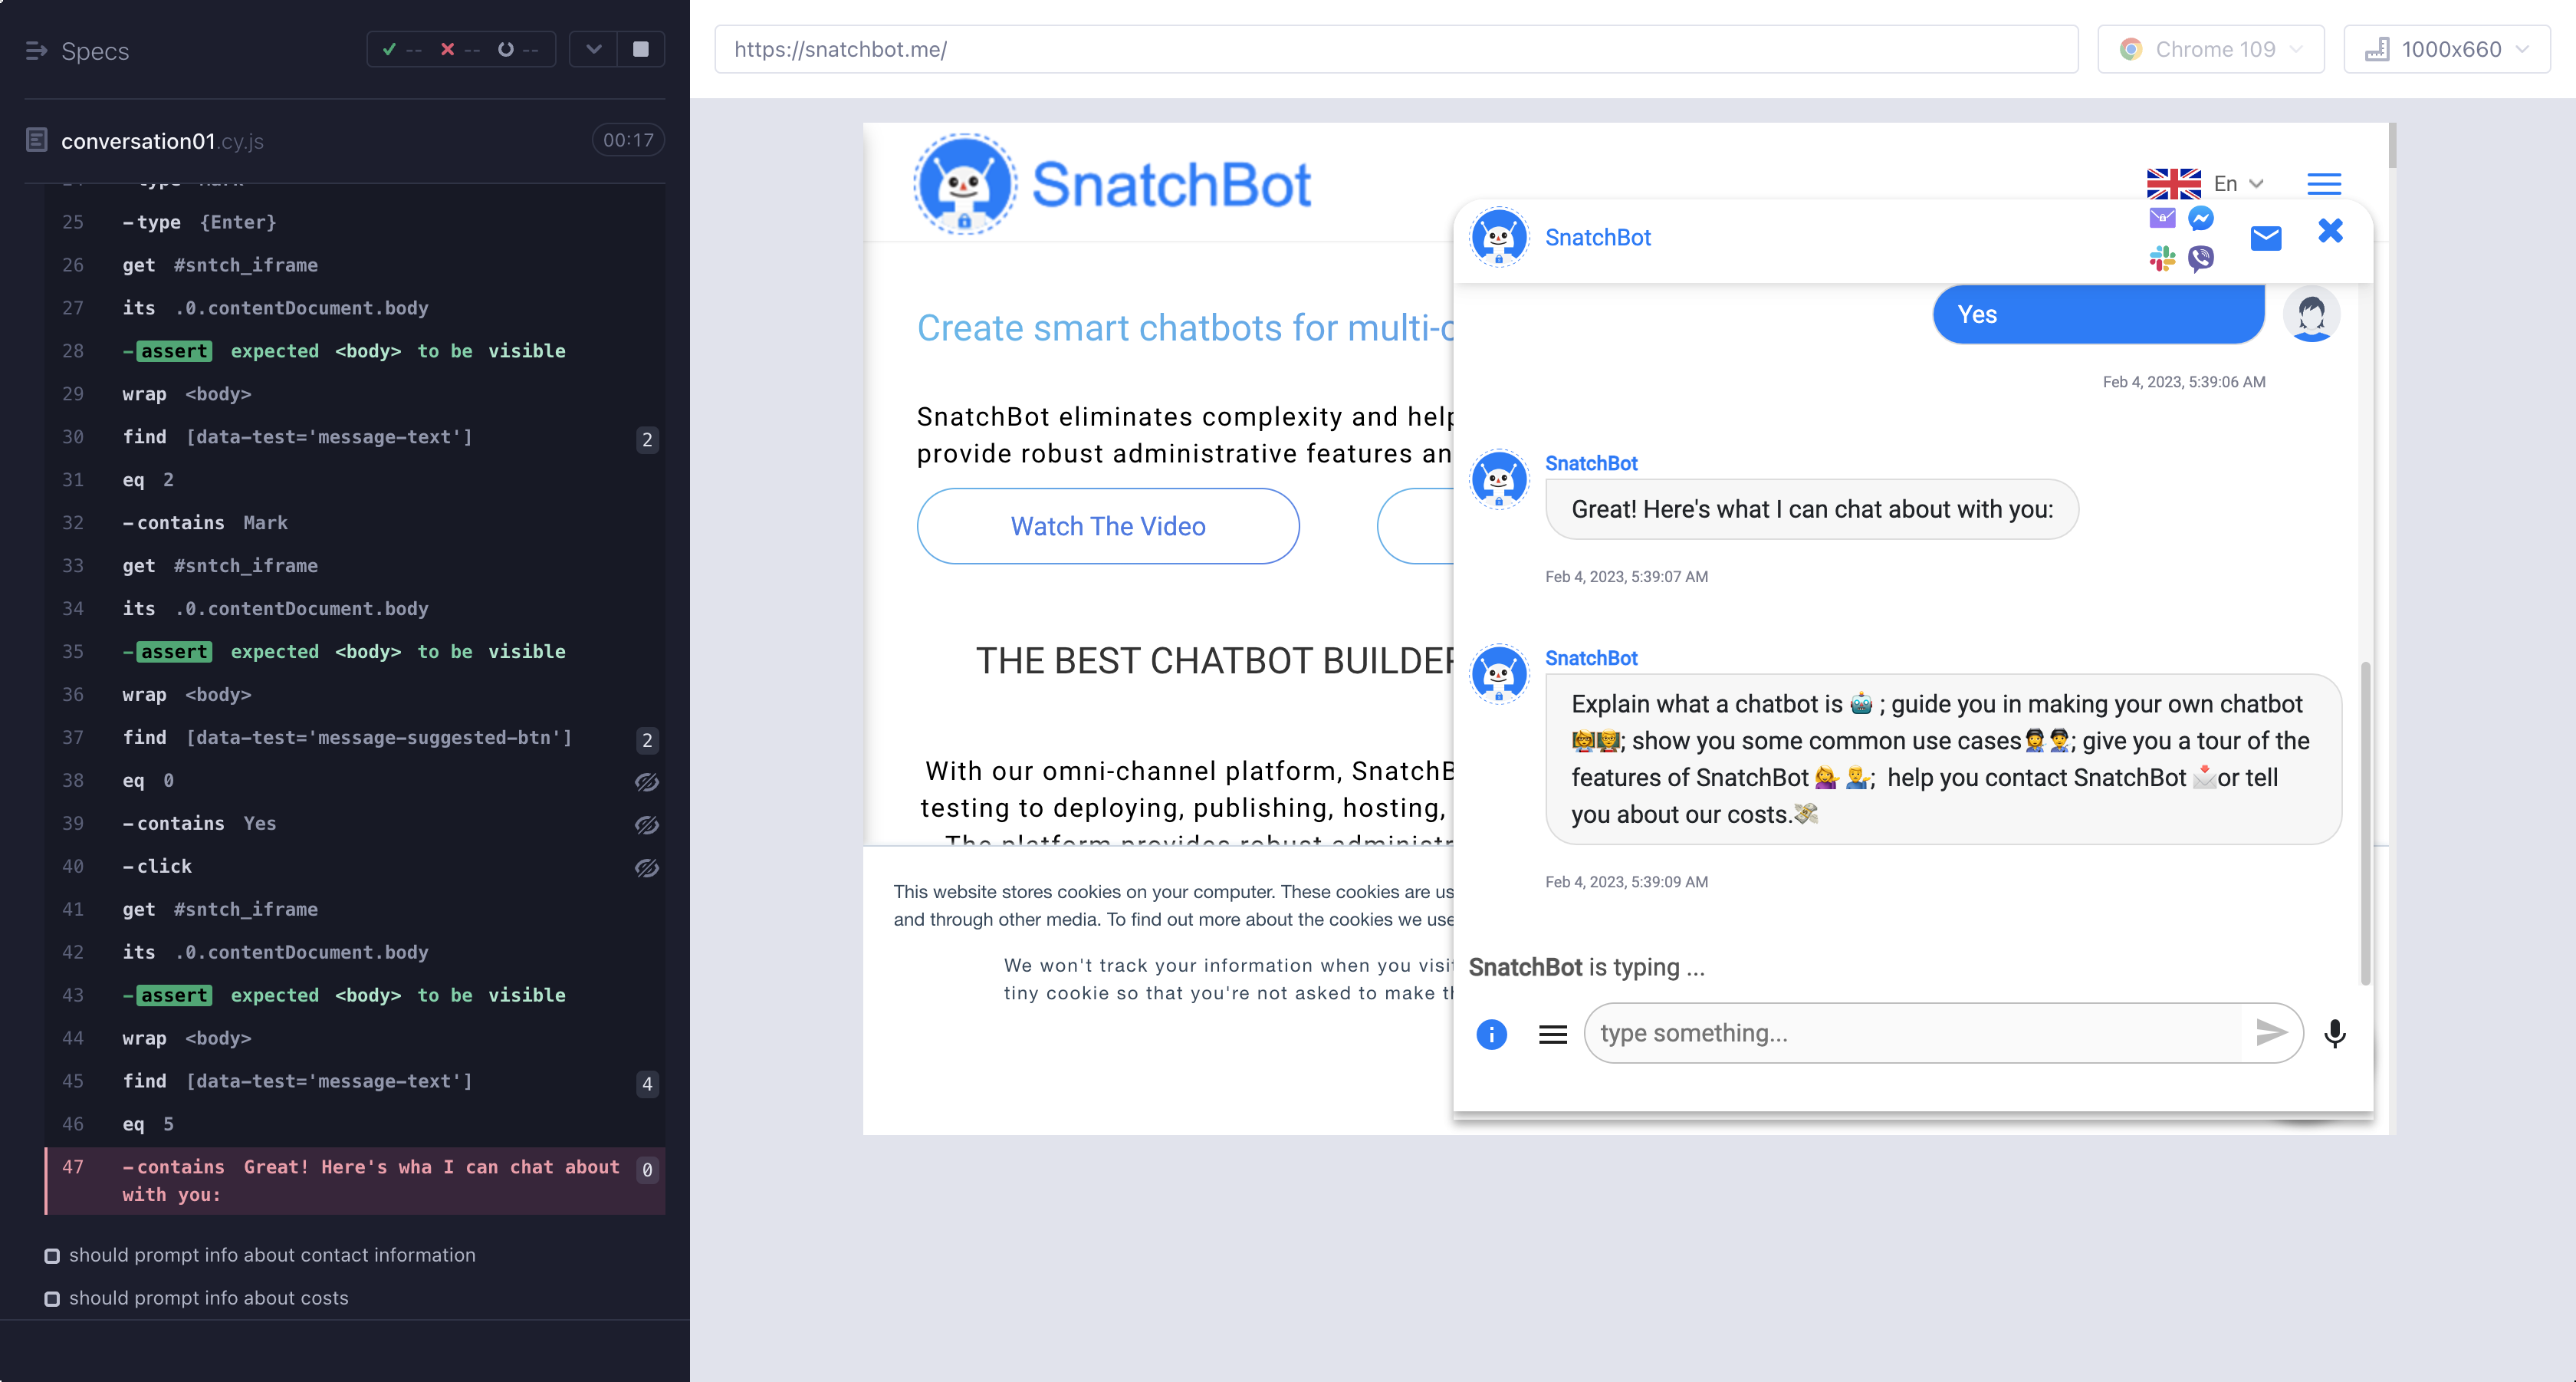 Specs
-- -- --
conversation01.cy.js
00:17
25 -type {Enter}
26 get #sntch_iframe
27 its .0.contentDocument.body
28 -assert expected <body> to be visible
29 wrap <body>
30 find [data-test='message-text'] 2
31 eq 2
32 -contains Mark
33 get #sntch_iframe
34 its .0.contentDocument.body
35 -assert expected <body> to be visible
36 wrap <body>
37 find [data-test='message-suggested-btn'] 2
38 eq 0
39 -contains Yes
40 -click
41 get #sntch_iframe
42 its .0.contentDocument.body
43 -assert expected <body> to be visible
44 wrap <body>
45 find [data-test='message-text'] 4
46 eq 5
47 -contains Great! Here's wha I can chat about 0
with you:
should prompt info about contact information
should prompt info about costs
https://snatchbot.me/
Chrome 109
1000x660
SnatchBot
En
Create smart chatbots for multi-c
SnatchBot eliminates complexity and help
provide robust administrative features an
Watch The Video
THE BEST CHATBOT BUILDER
With our omni-channel platform, SnatchB
testing to deploying, publishing, hosting,
The platform provides robust administr
This website stores cookies on your computer. These cookies are us
and through other media. To find out more about the cookies we use
We won't track your information when you visit
tiny cookie so that you're not asked to make th
SnatchBot
Yes
Feb 4, 2023, 5:39:06 AM
SnatchBot
Great! Here's what I can chat about with you:
Feb 4, 2023, 5:39:07 AM
SnatchBot
Explain what a chatbot is 🤖 ; guide you in making your own chatbot
👩‍🏫👨‍🏫; show you some common use cases👩‍✈️👨‍✈️; give you a tour of the
features of SnatchBot 💁‍♀️ 💁‍♂️;  help you contact SnatchBot 📩or tell
you about our costs.💸
Feb 4, 2023, 5:39:09 AM
SnatchBot is typing ...
type something...